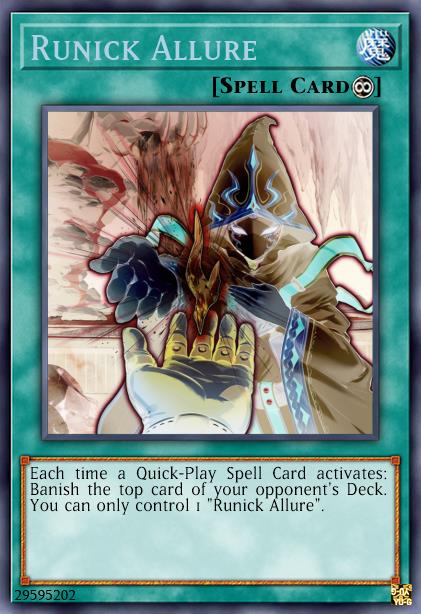 Runick Allure
魔
[Spell Card]
Each time a Quick-Play Spell Card activates:
Banish the top card of your opponent's Deck.
You can only control 1 "Runick Allure".
29595202